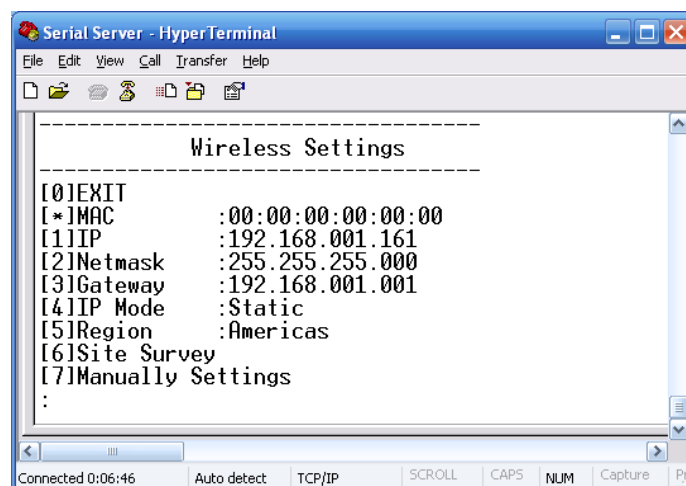 Serial Server - HyperTerminal
File Edit View Call Transfer Help
------------------------------------
Wireless Settings
------------------------------------
[0]EXIT
[*]MAC :00:00:00:00:00:00
[1]IP :192.168.001.161
[2]Netmask :255.255.255.000
[3]Gateway :192.168.001.001
[4]IP Mode :Static
[5]Region :Americas
[6]Site Survey
[7]Manually Settings
:
Connected 0:06:46 Auto detect TCP/IP SCROLL CAPS NUM Capture